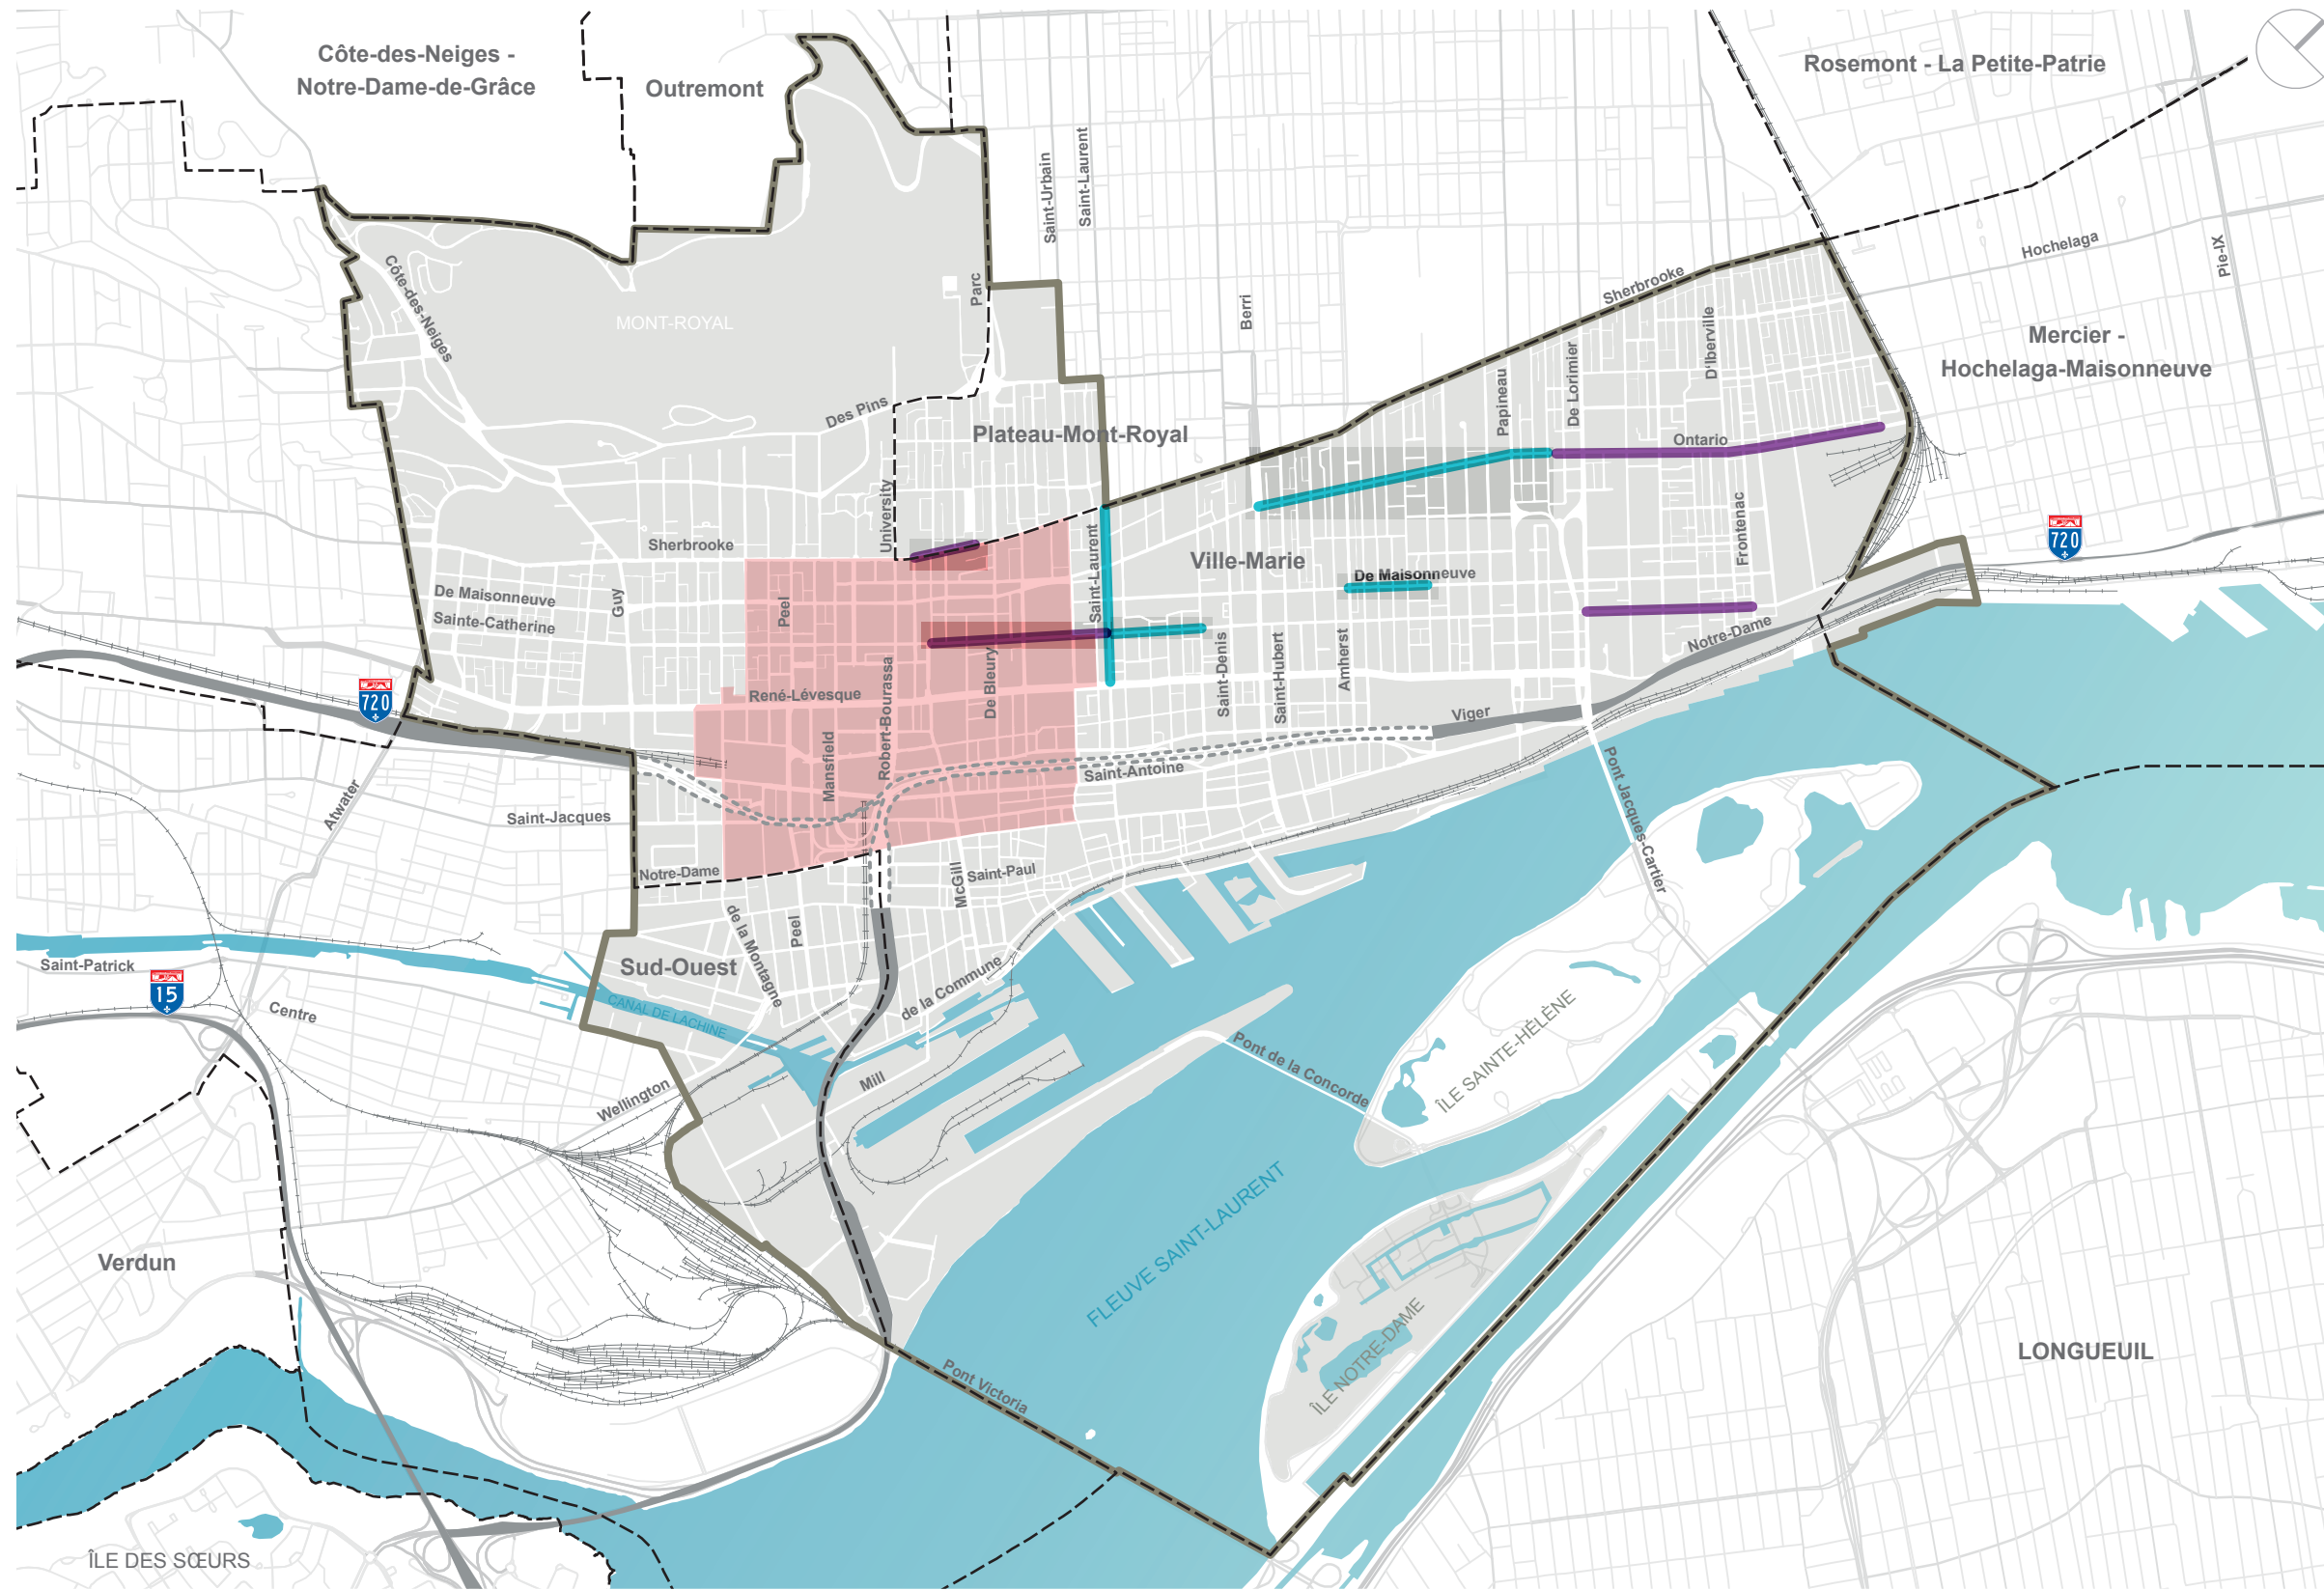 Côte-des-Neiges -
Notre-Dame-de-Grâce
Outremont
Rosemont - La Petite-Patrie
Saint-Urbain
Saint-Laurent
Hochelaga
Pie-IX
Côte-des-Neiges
MONT-ROYAL
Parc
Berri
Sherbrooke
D'Iberville
Mercier -
Hochelaga-Maisonneuve
Papineau
De Lorimier
Des Pins
Plateau-Mont-Royal
Ontario
University
Sherbrooke
Saint-Laurent
Ville-Marie
Frontenac
720
De Maisonneuve
De Maisonneuve
Sainte-Catherine
Guy
Peel
Saint-Denis
Saint-Hubert
Amherst
Notre-Dame
720
René-Lévesque
Robert-Bourassa
De Bleury
Mansfield
Viger
Saint-Antoine
Pont Jacques-Cartier
Atwater
Saint-Jacques
Notre-Dame
McGill
Saint-Paul
de la Montagne
Peel
Saint-Patrick
15
Sud-Ouest
de la Commune
Centre
CANAL DE LACHINE
Mill
Wellington
Pont de la Concorde
ÎLE SAINTE-HÉLÈNE
FLEUVE SAINT-LAURENT
Verdun
ÎLE NOTRE-DAME
LONGUEUIL
Pont Victoria
ÎLE DES SŒURS